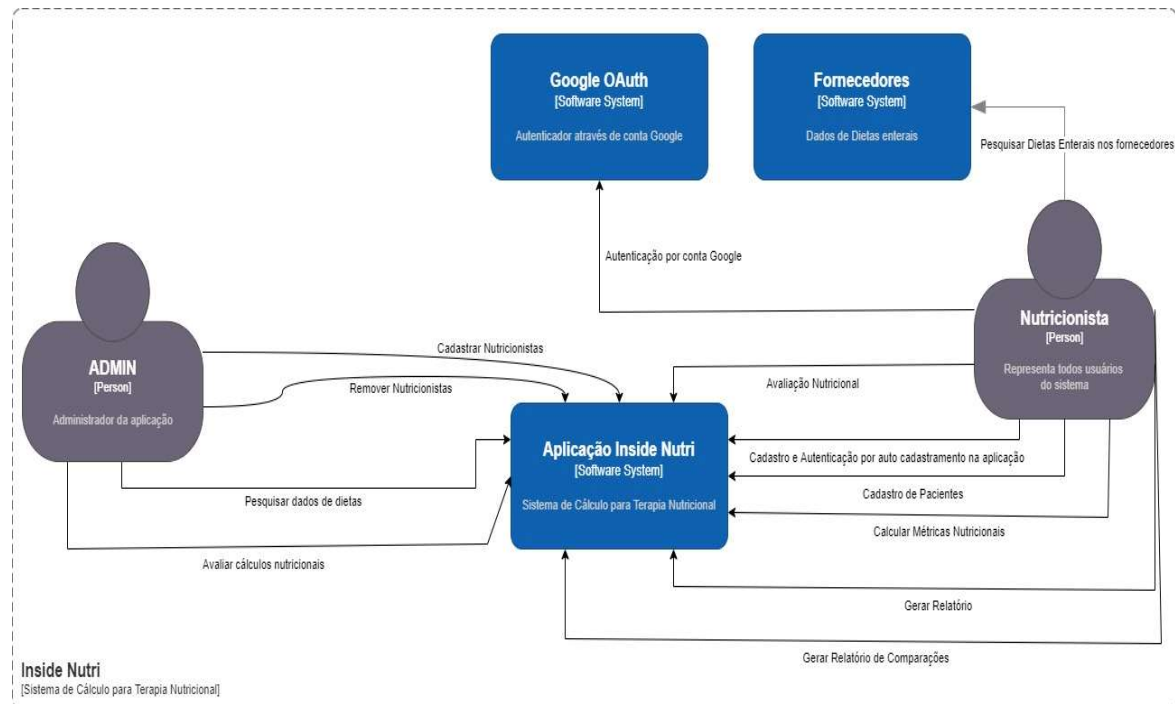 Google OAuth
[Software System]
Autenticador através de conta Google
Fornecedores
[Software System]
Dados de Dietas enterais
Pesquisar Dietas Enterais nos fornecedores
Autenticação por conta Google
Nutricionista
[Person]
Representa todos usuários
do sistema
ADMIN
[Person]
Administrador da aplicação
Cadastrar Nutricionistas
Remover Nutricionistas
Avaliação Nutricional
Aplicação Inside Nutri
[Software System]
Sistema de Cálculo para Terapia Nutricional
Cadastro e Autenticação por auto cadastramento na aplicação
Cadastro de Pacientes
Calcular Métricas Nutricionais
Pesquisar dados de dietas
Avaliar cálculos nutricionais
Gerar Relatório
Gerar Relatório de Comparações
Inside Nutri
[Sistema de Cálculo para Terapia Nutricional]